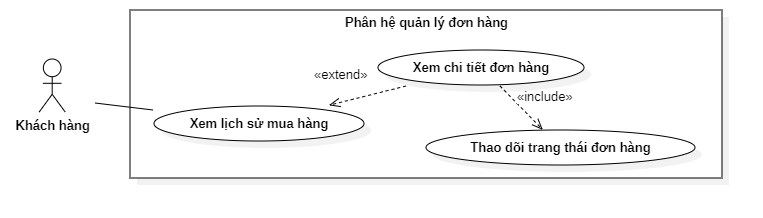 Phân hệ quản lý đơn hàng
Xem chi tiết đơn hàng
«extend»
«include»
Khách hàng
Xem lịch sử mua hàng
Thao dõi trang thái đơn hàng